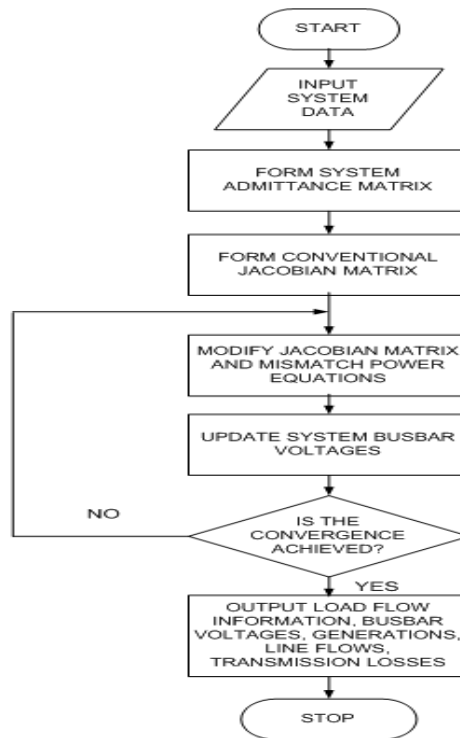 START
INPUT
SYSTEM
DATA
FORM SYSTEM
ADMITTANCE MATRIX
FORM CONVENTIONAL
JACOBIAN MATRIX
MODIFY JACOBIAN MATRIX
AND MISMATCH POWER
EQUATIONS
UPDATE SYSTEM BUSBAR
VOLTAGES
IS THE
CONVERGENCE
ACHIEVED?
NO
YES
OUTPUT LOAD FLOW
INFORMATION, BUSBAR
VOLTAGES, GENERATIONS,
LINE FLOWS,
TRANSMISSION LOSSES
STOP